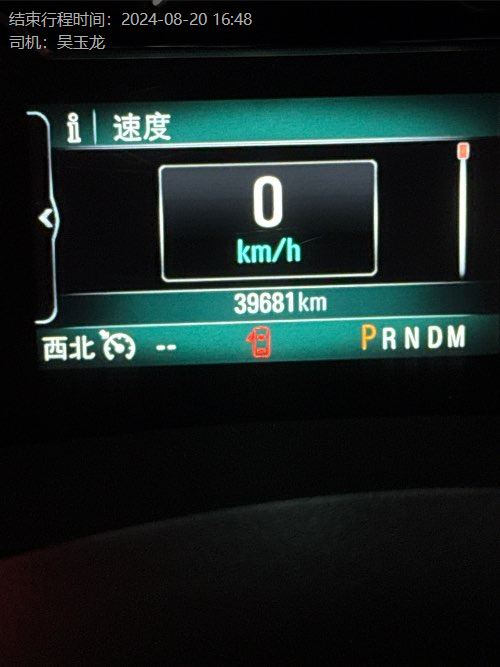 结束行程时间：2024-08-20 16:48
司机：吴玉龙
i 速度
0
km/h
39681km
西北 -- PRNDM